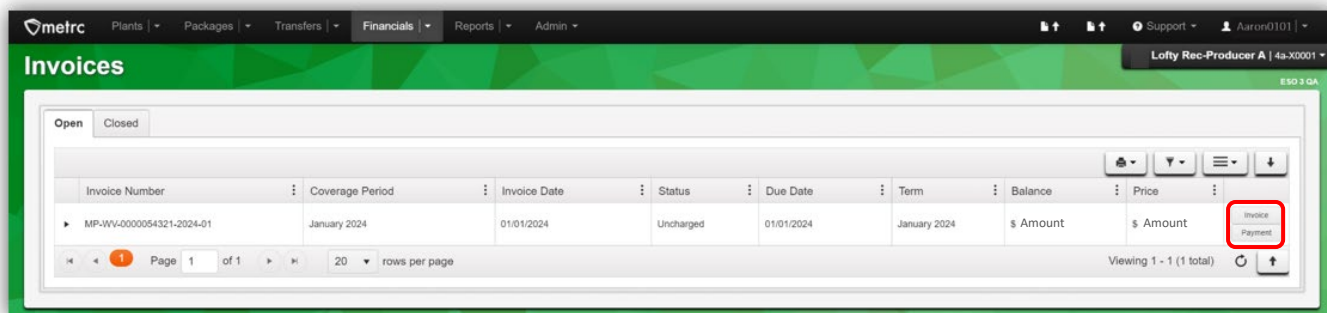 metrc Plants Packages Transfers Financials Reports Admin Support Aaron0101
Invoices
Lofty Rec-Producer A | 4a-X0001
ESO 3 QA
Open Closed
Invoice Number Coverage Period Invoice Date Status Due Date Term Balance Price
MP-WV-0000054321-2024-01 January 2024 01/01/2024 Uncharged 01/01/2024 January 2024 $ Amount $ Amount
Invoice
Payment
1 Page 1 of 1 20 rows per page Viewing 1 - 1 (1 total)